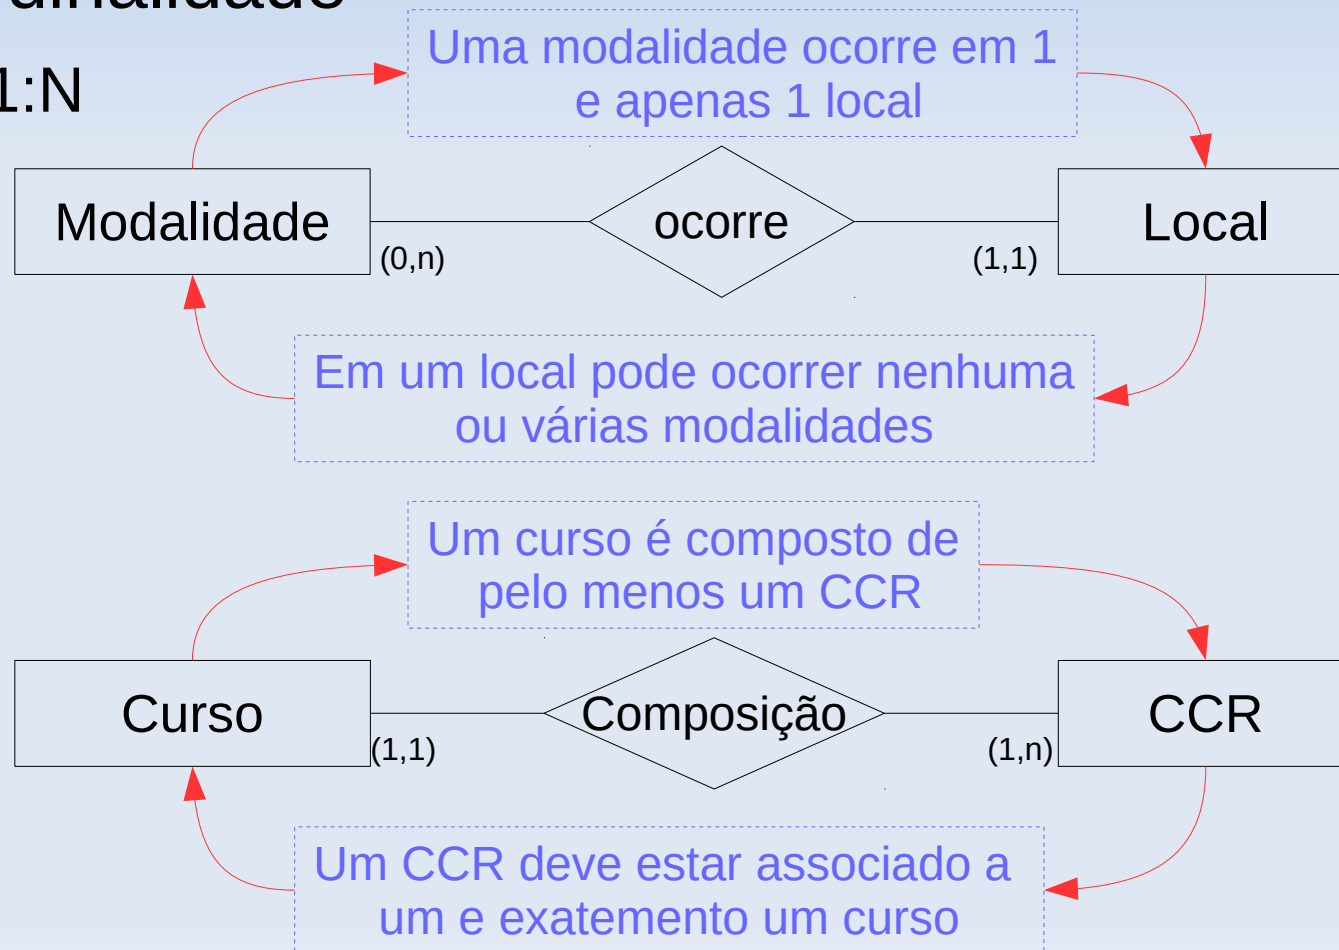 dinalidade
1:N
Uma modalidade ocorre em 1
e apenas 1 local
Modalidade
ocorre
Local
(0,n)
(1,1)
Em um local pode ocorrer nenhuma
ou várias modalidades
Um curso é composto de
pelo menos um CCR
Curso
Composição
CCR
(1,1)
(1,n)
Um CCR deve estar associado a
um e exatemento um curso